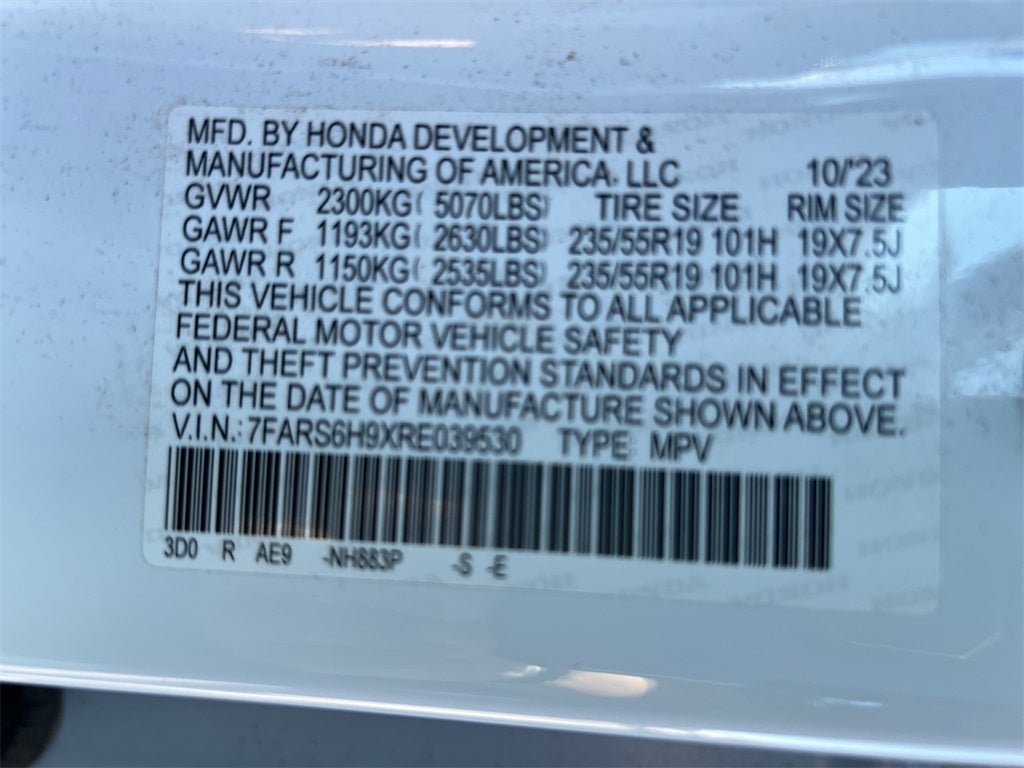 MFD. BY HONDA DEVELOPMENT &
MANUFACTURING OF AMERICA, LLC 10/'23
GVWR 2300KG( 5070LBS) TIRE SIZE RIM SIZE
GAWR F 1193KG( 2630LBS) 235/55R19 101H 19X7.5J
GAWR R 1150KG( 2535LBS) 235/55R19 101H 19X7.5J
THIS VEHICLE CONFORMS TO ALL APPLICABLE
FEDERAL MOTOR VEHICLE SAFETY
AND THEFT PREVENTION STANDARDS IN EFFECT
ON THE DATE OF MANUFACTURE SHOWN ABOVE.
V.I.N.: 7FARS6H9XRE039530 TYPE: MPV
3D0 R AE9 -NH883P -S -E